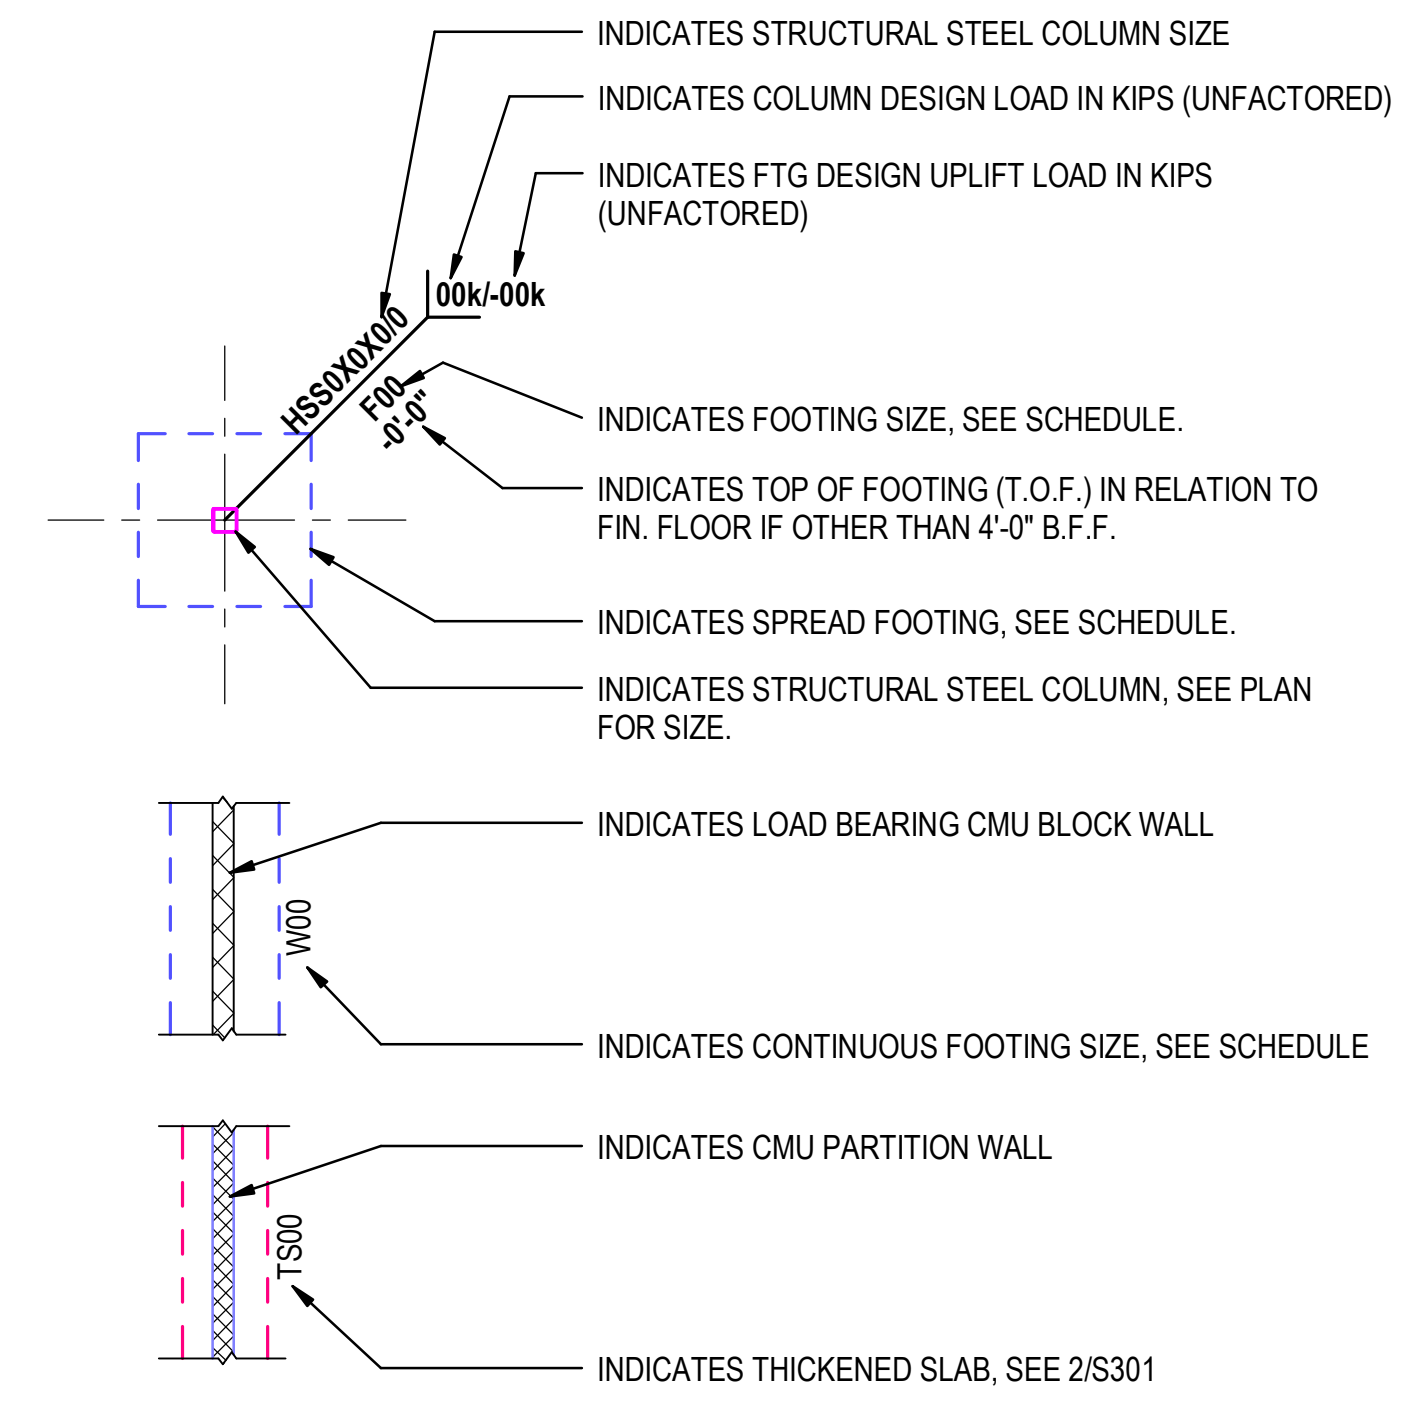 INDICATES STRUCTURAL STEEL COLUMN SIZE
INDICATES COLUMN DESIGN LOAD IN KIPS (UNFACTORED)
INDICATES FTG DESIGN UPLIFT LOAD IN KIPS
(UNFACTORED)
00k/-00k
HSS0X0X0/0
F00
-0'-0"
INDICATES FOOTING SIZE, SEE SCHEDULE.
INDICATES TOP OF FOOTING (T.O.F.) IN RELATION TO
FIN. FLOOR IF OTHER THAN 4'-0" B.F.F.
INDICATES SPREAD FOOTING, SEE SCHEDULE.
INDICATES STRUCTURAL STEEL COLUMN, SEE PLAN
FOR SIZE.
INDICATES LOAD BEARING CMU BLOCK WALL
W00
INDICATES CONTINUOUS FOOTING SIZE, SEE SCHEDULE
INDICATES CMU PARTITION WALL
TS00
INDICATES THICKENED SLAB, SEE 2/S301